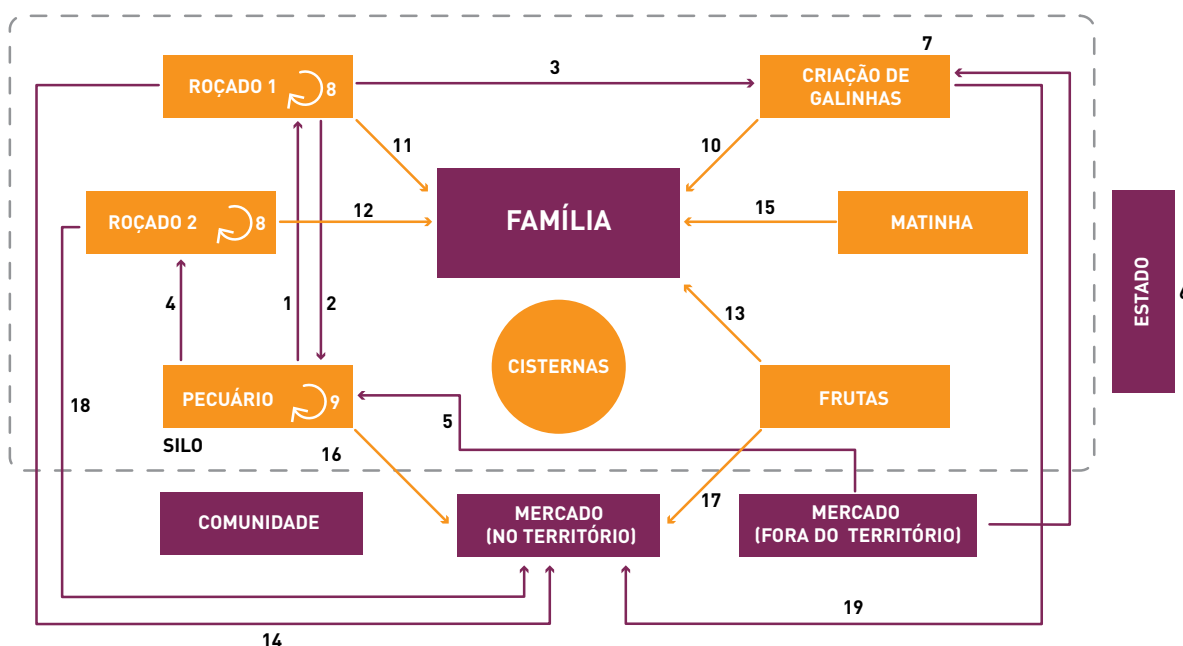 7
ROÇADO 1
8
3
CRIAÇÃO DE
GALINHAS
11
10
ROÇADO 2
8
12
FAMÍLIA
15
MATINHA
ESTADO
4
1
2
13
CISTERNAS
PECUÁRIO
9
FRUTAS
18
5
SILO
16
17
COMUNIDADE
MERCADO
(NO TERRITÓRIO)
MERCADO
(FORA DO TERRITÓRIO)
19
14